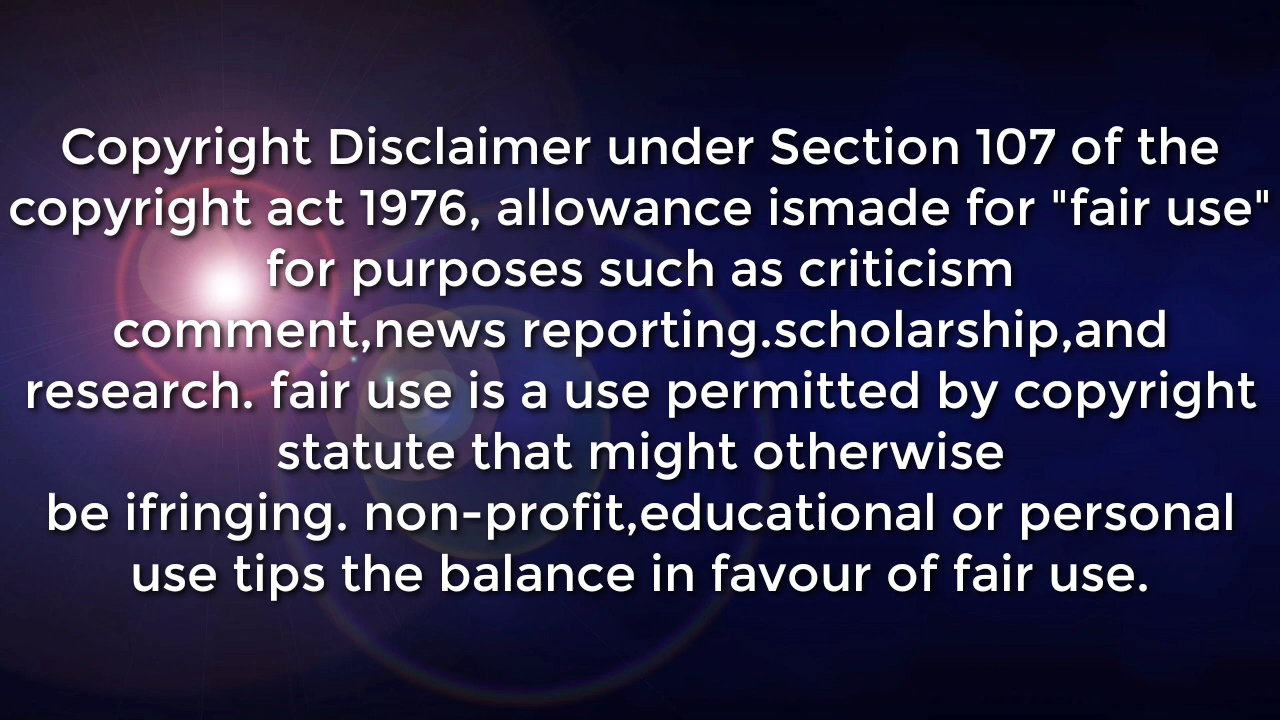 Copyright Disclaimer under Section 107 of the
copyright act 1976, allowance ismade for "fair use"
for purposes such as criticism
comment,news reporting.scholarship,and
research. fair use is a use permitted by copyright
statute that might otherwise
be ifringing. non-profit,educational or personal
use tips the balance in favour of fair use.